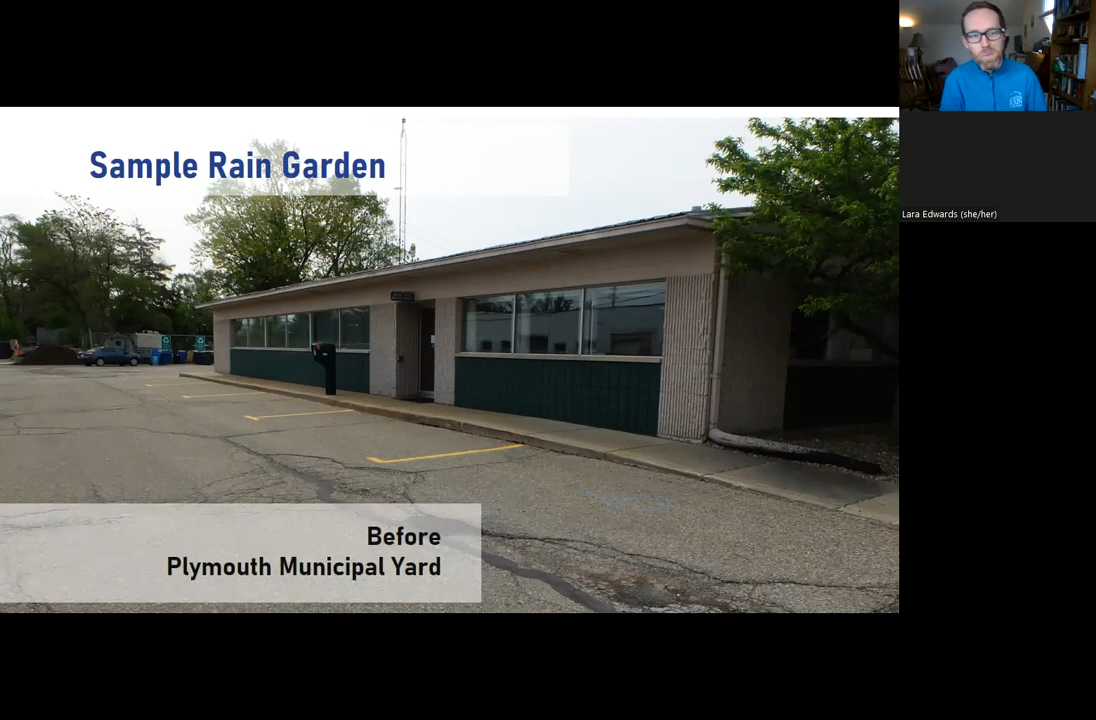 Sample Rain Garden
Lara Edwards (she/her)
Before
Plymouth Municipal Yard